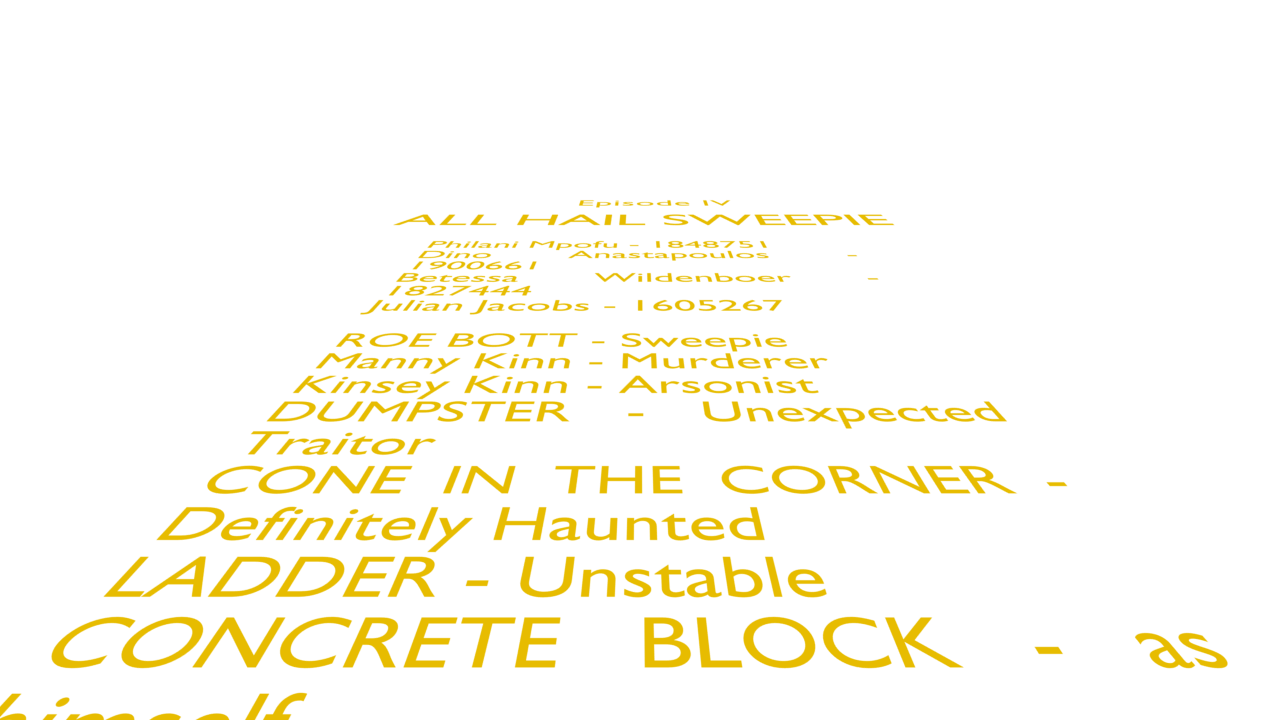 Episode IV
ALL HAIL SWEEPIE
Philani Mpofu - 1848751
Dino Anastapoulos -
1900661
Betessa Wildenboer -
1827444
Julian Jacobs - 1605267
ROE BOTT - Sweepie
Manny Kinn - Murderer
Kinsey Kinn - Arsonist
DUMPSTER - Unexpected
Traitor
CONE IN THE CORNER -
Definitely Haunted
LADDER - Unstable
CONCRETE BLOCK - as
himself